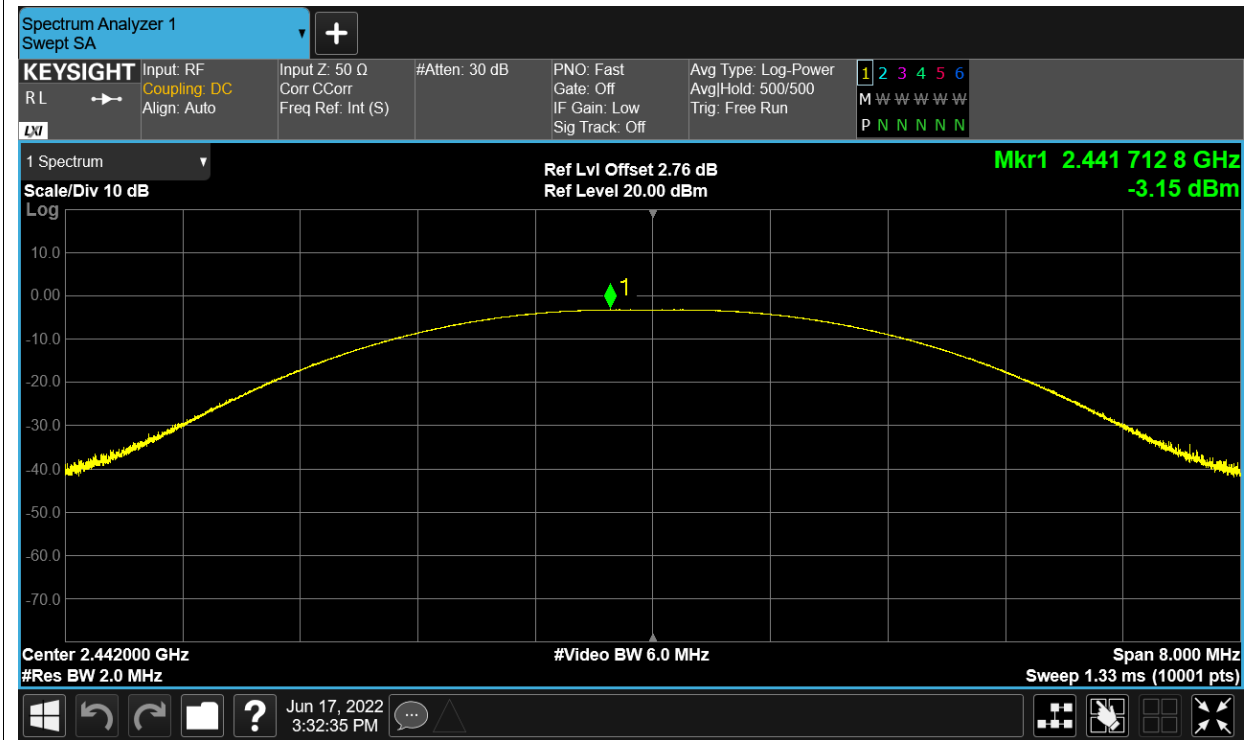 Spectrum Analyzer 1
Swept SA
+
KEYSIGHT
R L
LXI
Input: RF
Coupling: DC
Align: Auto
Input Z: 50 Ω
Corr CCorr
Freq Ref: Int (S)
#Atten: 30 dB
PNO: Fast
Gate: Off
IF Gain: Low
Sig Track: Off
Avg Type: Log-Power
Avg|Hold: 500/500
Trig: Free Run
1 2 3 4 5 6
M W W W W W
P N N N N N
1 Spectrum
Scale/Div 10 dB
Log
Ref Lvl Offset 2.76 dB
Ref Level 20.00 dBm
Mkr1 2.441 712 8 GHz
-3.15 dBm
10.0
0.00
-10.0
-20.0
-30.0
-40.0
-50.0
-60.0
-70.0
1
Center 2.442000 GHz
#Res BW 2.0 MHz
#Video BW 6.0 MHz
Span 8.000 MHz
Sweep 1.33 ms (10001 pts)
?
Jun 17, 2022
3:32:35 PM